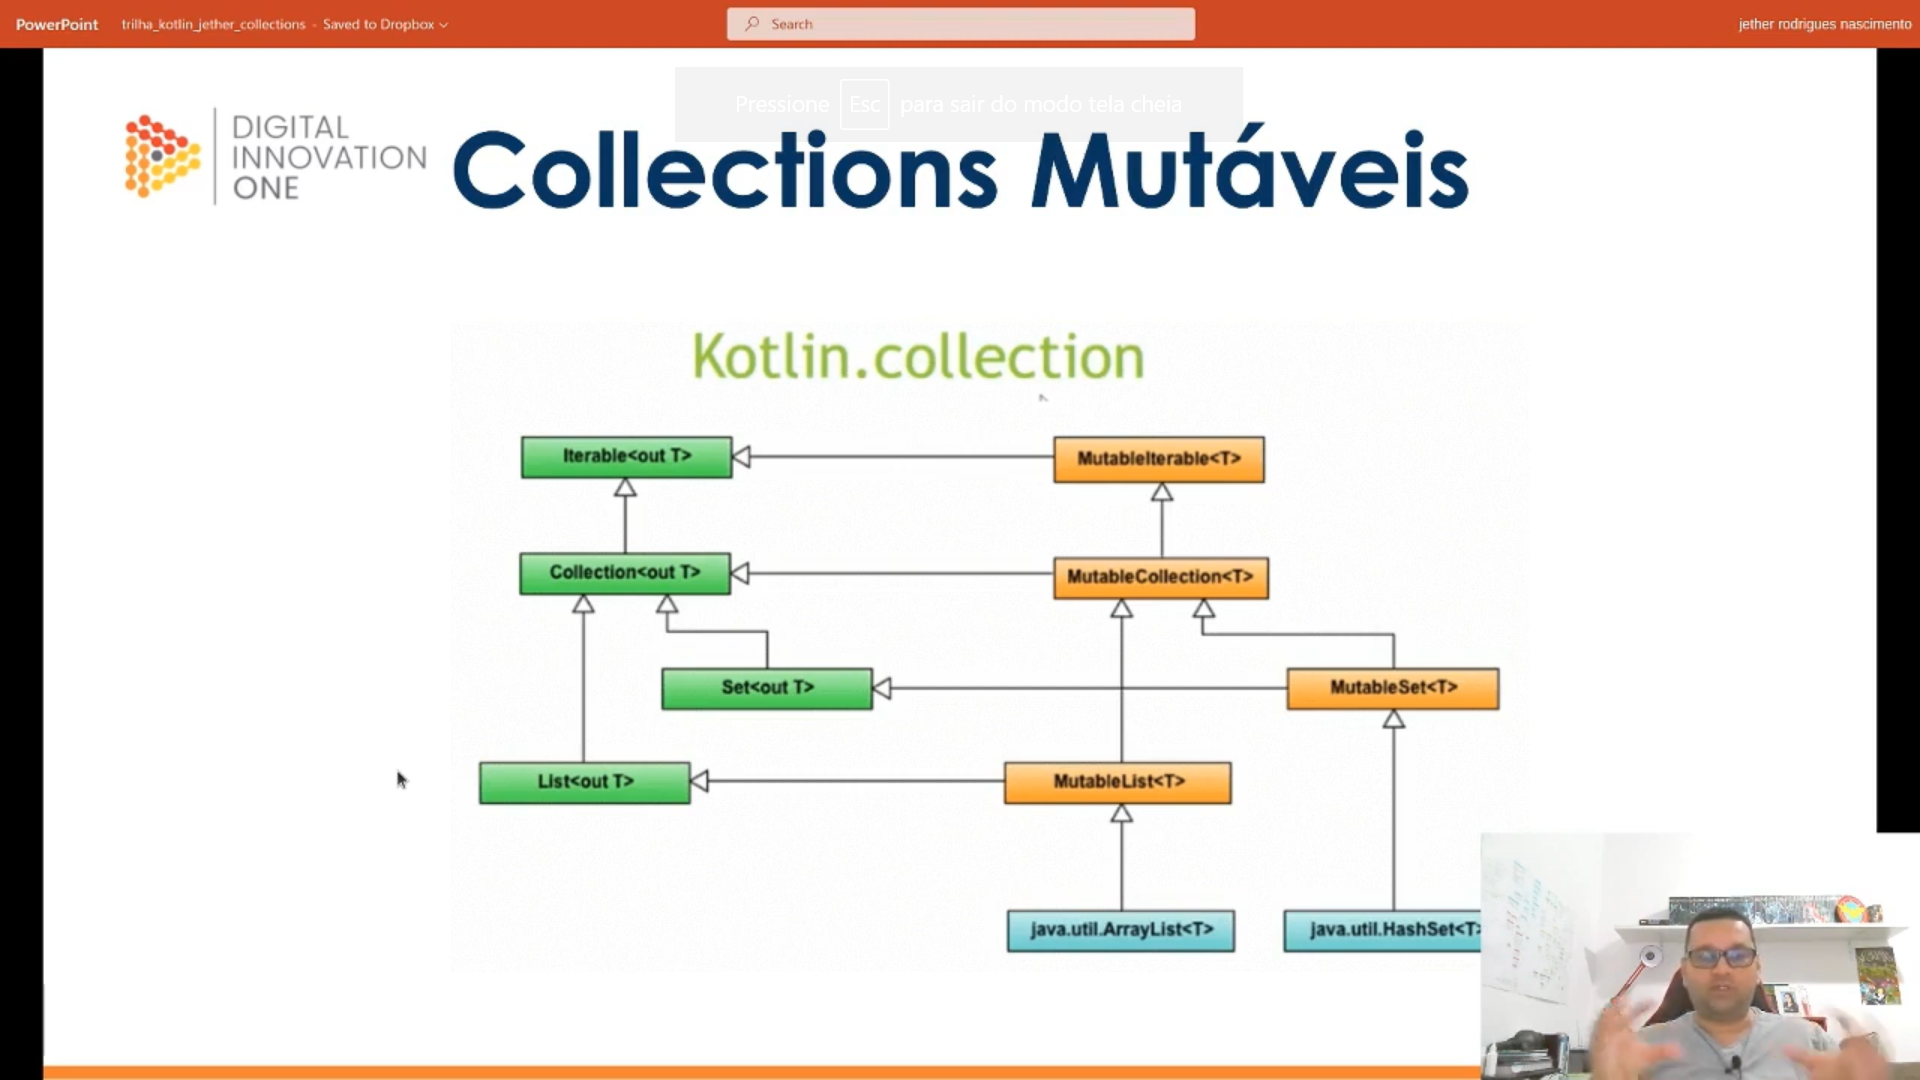 PowerPoint
trilha_kotlin_jether_collections - Saved to Dropbox
Search
jether rodrigues nascimento
Pressione Esc para sair do modo tela cheia
DIGITAL
INNOVATION
ONE
Collections Mutáveis
Kotlin.collection
Iterable<out T>
MutableIterable<T>
Collection<out T>
MutableCollection<T>
Set<out T>
MutableSet<T>
List<out T>
MutableList<T>
java.util.ArrayList<T>
java.util.HashSet<T>